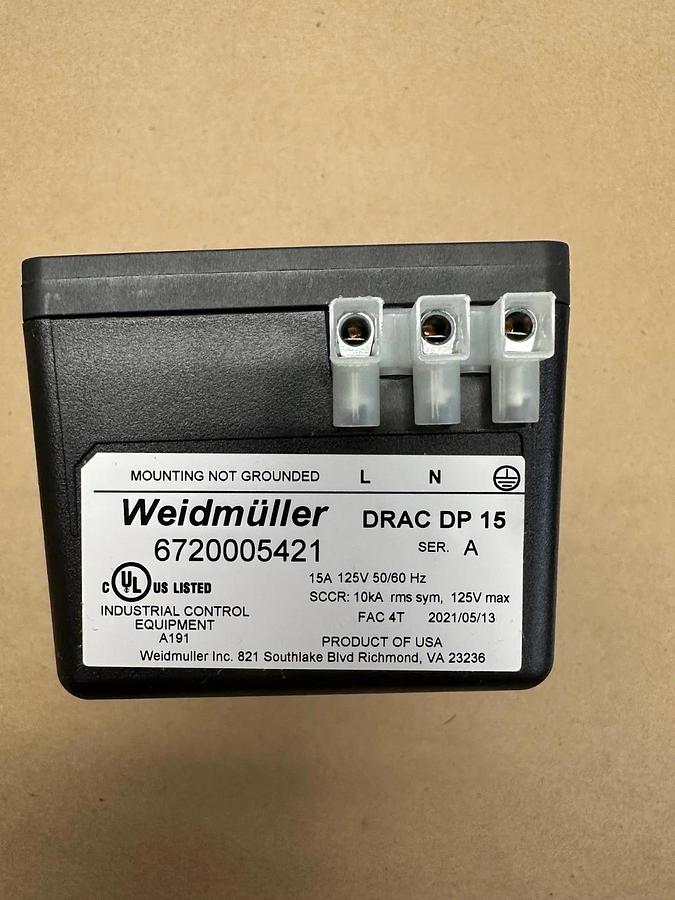 MOUNTING NOT GROUNDED L N
Weidmüller DRAC DP 15
6720005421 SER. A
C UL US LISTED 15A 125V 50/60 Hz
SCCR: 10kA rms sym, 125V max
INDUSTRIAL CONTROL
EQUIPMENT
A191
FAC 4T 2021/05/13
PRODUCT OF USA
Weidmuller Inc. 821 Southlake Blvd Richmond, VA 23236